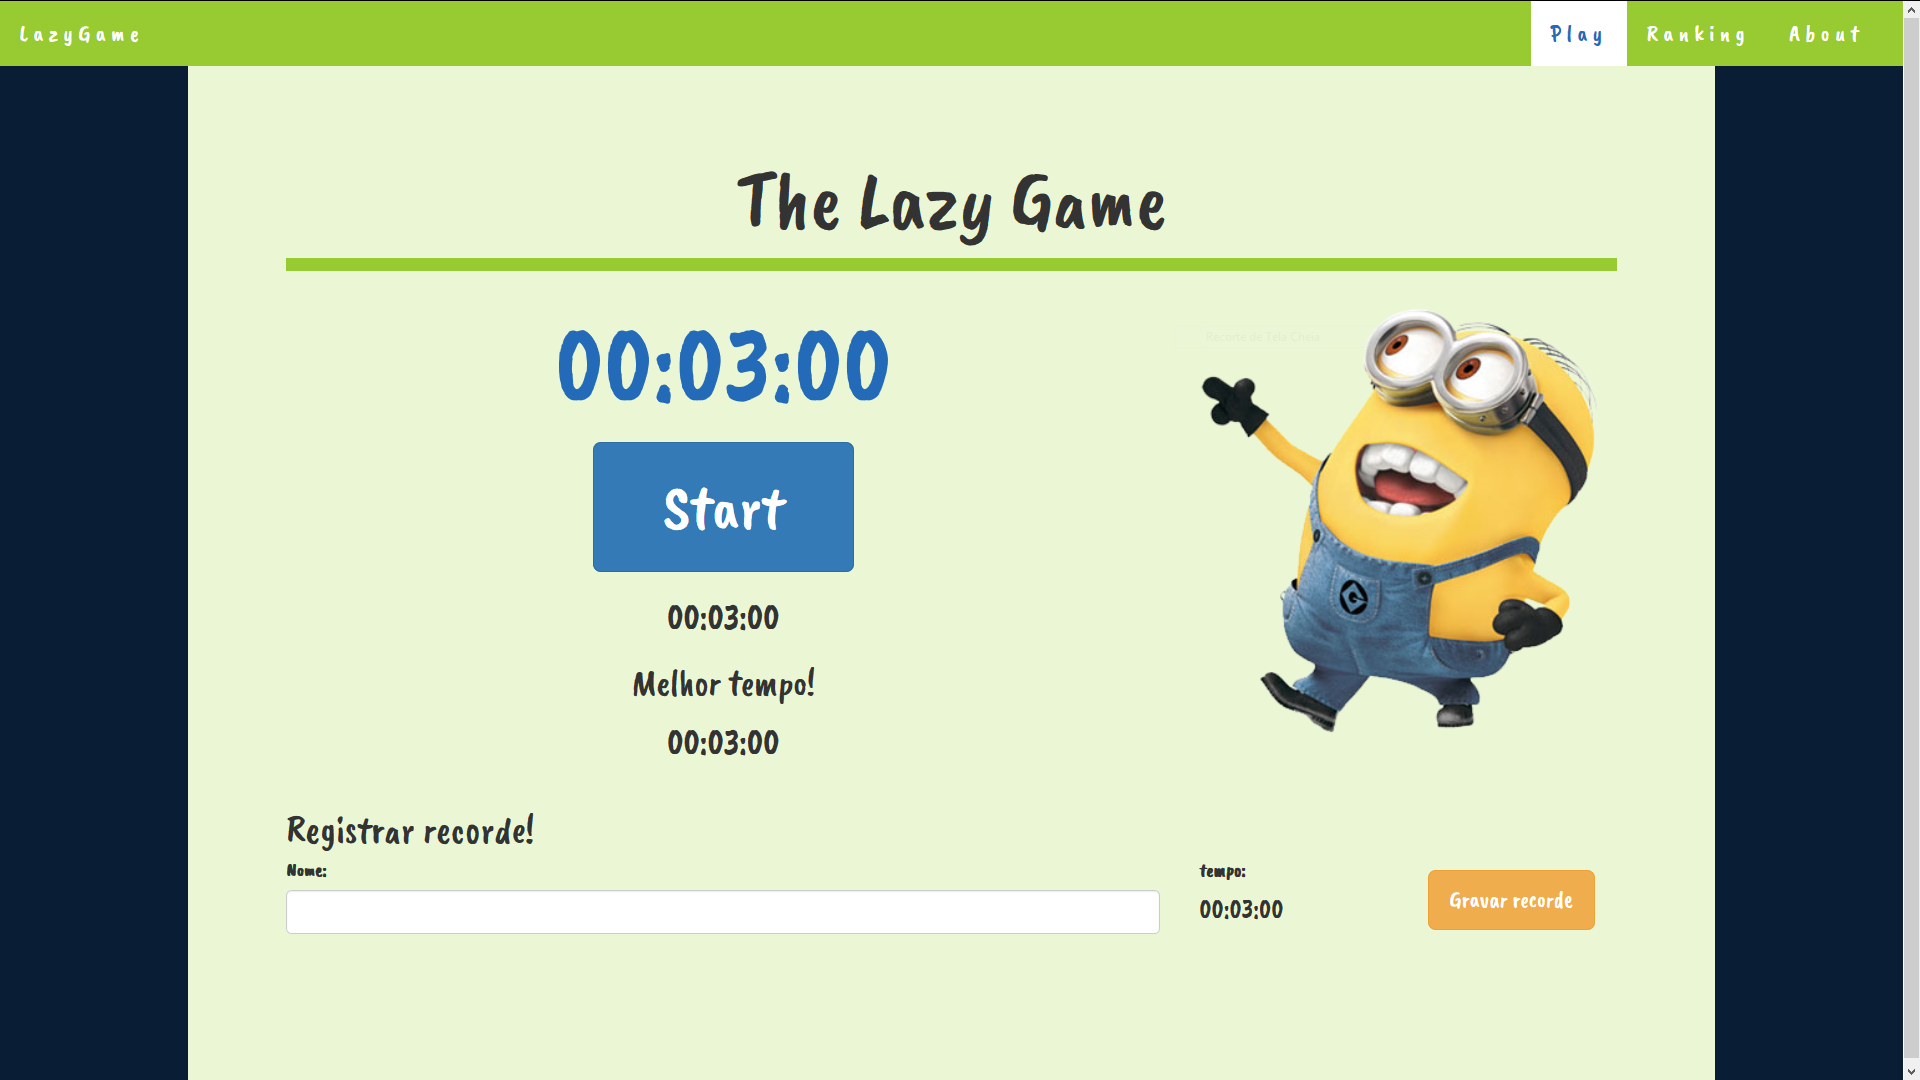 LazyGame
Play
Ranking
About
The Lazy Game
00:03:00
Start
00:03:00
Melhor tempo!
00:03:00
Registrar recorde!
Nome:
tempo:
00:03:00
Gravar recorde